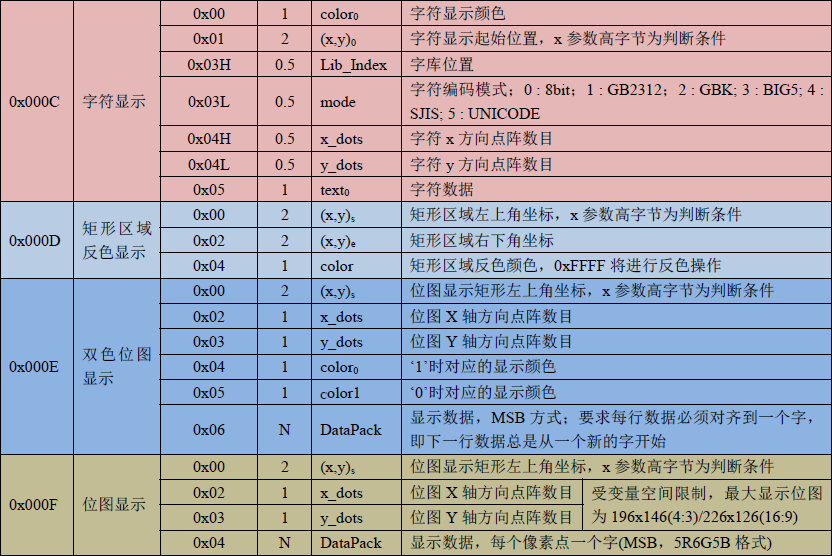 0x000C 字符显示
0x00 1 color₀ 字符显示颜色
0x01 2 (x,y)₀ 字符显示起始位置，x 参数高字节为判断条件
0x03H 0.5 Lib_Index 字库位置
0x03L 0.5 mode 字符编码模式；0 : 8bit；1 : GB2312；2 : GBK; 3 : BIG5; 4 :
SJIS; 5 : UNICODE
0x04H 0.5 x_dots 字符 x 方向点阵数目
0x04L 0.5 y_dots 字符 y 方向点阵数目
0x05 1 text₀ 字符数据
0x000D 矩形区域
反色显示
0x00 2 (x,y)ₛ 矩形区域左上角坐标，x 参数高字节为判断条件
0x02 2 (x,y)ₑ 矩形区域右下角坐标
0x04 1 color 矩形区域反色颜色，0xFFFF 将进行反色操作
0x000E 双色位图
显示
0x00 2 (x,y)ₛ 位图显示矩形左上角坐标，x 参数高字节为判断条件
0x02 1 x_dots 位图 X 轴方向点阵数目
0x03 1 y_dots 位图 Y 轴方向点阵数目
0x04 1 color₀ ‘1’时对应的显示颜色
0x05 1 color1 ‘0’时对应的显示颜色
0x06 N DataPack 显示数据，MSB 方式；要求每行数据必须对齐到一个字，
即下一行数据总是从一个新的字开始
0x000F 位图显示
0x00 2 (x,y)ₛ 位图显示矩形左上角坐标，x 参数高字节为判断条件
0x02 1 x_dots 位图 X 轴方向点阵数目 受变量空间限制，最大显示位图
0x03 1 y_dots 位图 Y 轴方向点阵数目 为 196x146(4:3)/226x126(16:9)
0x04 N DataPack 显示数据，每个像素点一个字(MSB，5R6G5B 格式)